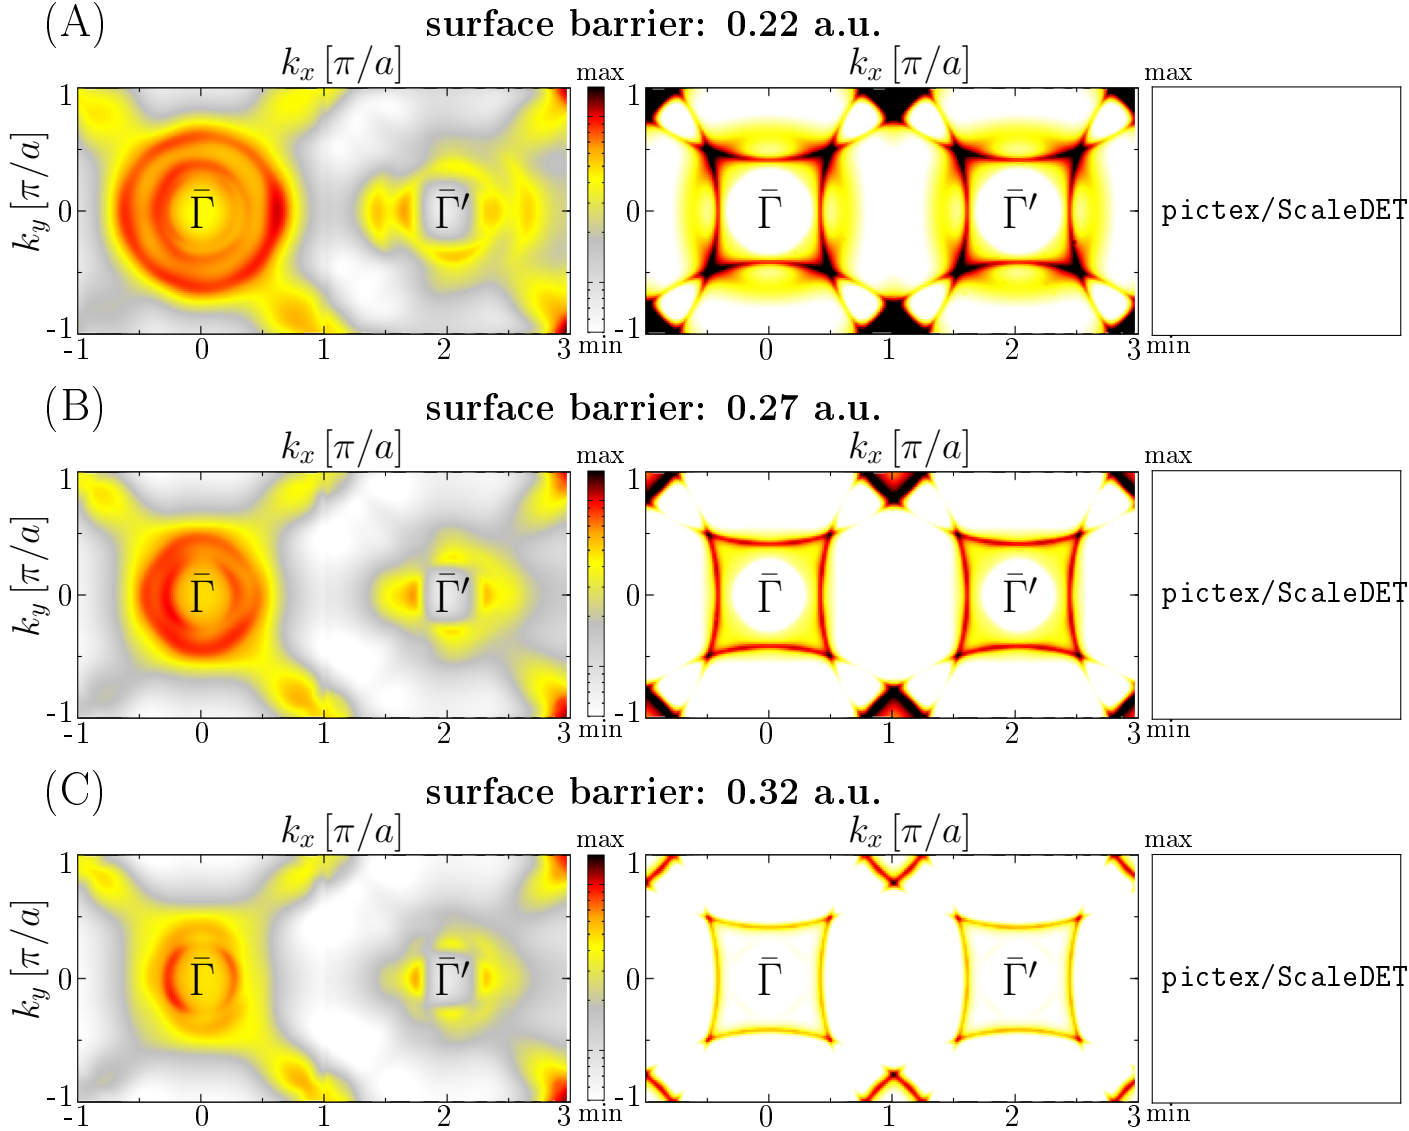 (A)
surface barrier: 0.22 a.u.
k_x [π/a] k_x [π/a]
max max
1 1
k_y [π/a]
0 Γ̄ Γ̄′ 0 Γ̄ Γ̄′ pictex/ScaleDET
-1 -1
-1 0 1 2 3 min 0 1 2 3 min
(B)
surface barrier: 0.27 a.u.
k_x [π/a] k_x [π/a]
max max
1 1
k_y [π/a]
0 Γ̄ Γ̄′ 0 Γ̄ Γ̄′ pictex/ScaleDET
-1 -1
-1 0 1 2 3 min 0 1 2 3 min
(C)
surface barrier: 0.32 a.u.
k_x [π/a] k_x [π/a]
max max
1 1
k_y [π/a]
0 Γ̄ Γ̄′ 0 Γ̄ Γ̄′ pictex/ScaleDET
-1 -1
-1 0 1 2 3 min 0 1 2 3 min